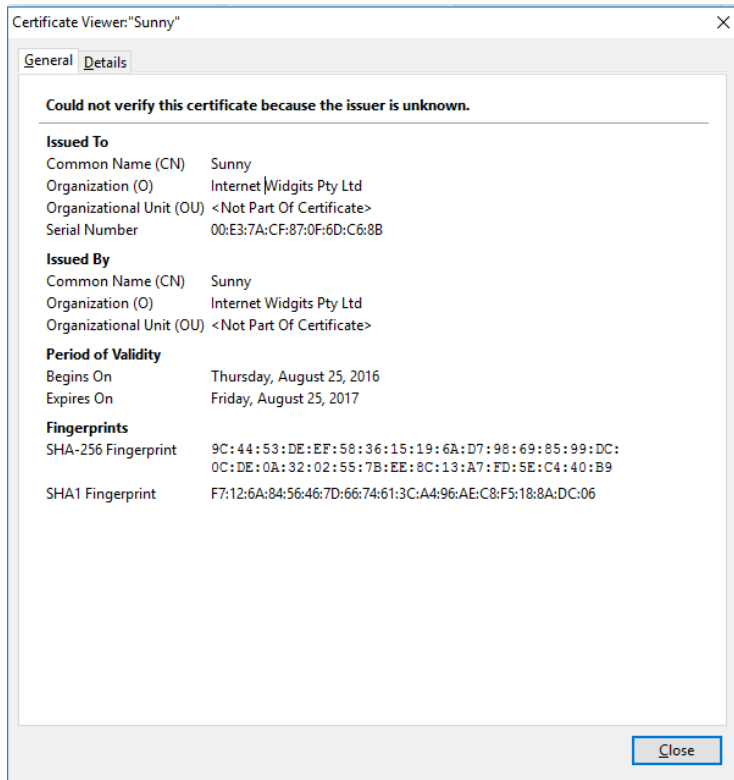 Certificate Viewer:"Sunny"
General Details
Could not verify this certificate because the issuer is unknown.
Issued To
Common Name (CN) Sunny
Organization (O) Internet Widgits Pty Ltd
Organizational Unit (OU) <Not Part Of Certificate>
Serial Number 00:E3:7A:CF:87:0F:6D:C6:8B
Issued By
Common Name (CN) Sunny
Organization (O) Internet Widgits Pty Ltd
Organizational Unit (OU) <Not Part Of Certificate>
Period of Validity
Begins On Thursday, August 25, 2016
Expires On Friday, August 25, 2017
Fingerprints
SHA-256 Fingerprint 9C:44:53:DE:EF:58:36:15:19:6A:D7:98:69:85:99:DC:
0C:DE:0A:32:02:55:7B:EE:8C:13:A7:FD:5E:C4:40:B9
SHA1 Fingerprint F7:12:6A:84:56:46:7D:66:74:61:3C:A4:96:AE:C8:F5:18:8A:DC:06
Close